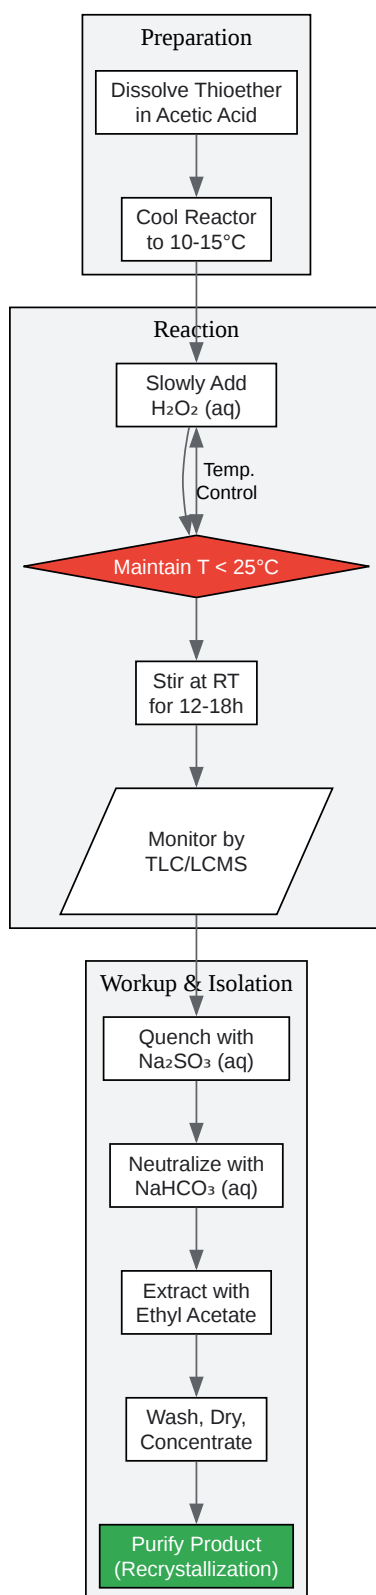 Preparation
Dissolve Thioether
in Acetic Acid
Cool Reactor
to 10-15°C
Reaction
Slowly Add
H₂O₂ (aq)
Temp.
Control
Maintain T < 25°C
Stir at RT
for 12-18h
Monitor by
TLC/LCMS
Workup & Isolation
Quench with
Na₂SO₃ (aq)
Neutralize with
NaHCO₃ (aq)
Extract with
Ethyl Acetate
Wash, Dry,
Concentrate
Purify Product
(Recrystallization)